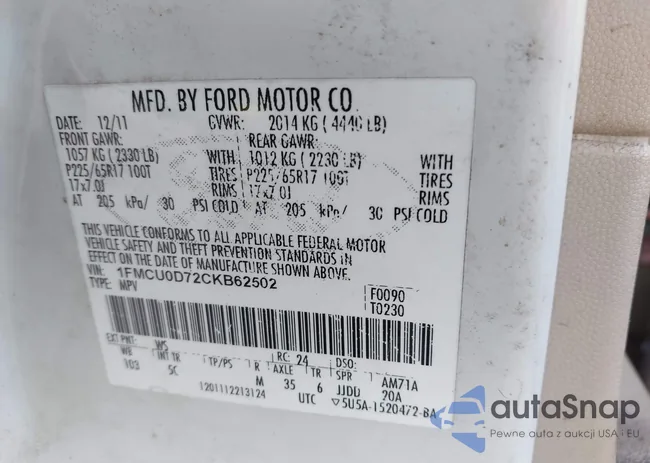 MFD. BY FORD MOTOR CO.
DATE: 12/11 GVWR: 2014 KG ( 4440 LB)
FRONT GAWR: REAR GAWR:
1057 KG ( 2330 LB) WITH 1012 KG ( 2230 LB) WITH
P225/65R17 100T TIRES P225/65R17 100T TIRES
17x7.0J RIMS 17x7.0J RIMS
AT 205 kPa/ 30 PSI COLD AT 205 kPa/ 30 PSI COLD
THIS VEHICLE CONFORMS TO ALL APPLICABLE FEDERAL MOTOR
VEHICLE SAFETY AND THEFT PREVENTION STANDARDS IN
EFFECT ON THE DATE OF MANUFACTURE SHOWN ABOVE.
VIN: 1FMCU0D72CKB62502
TYPE: MPV
F0090
T0230
EXT PNT: WS RC: 24 DSO:
WB INT TR TP/PS R AXLE TR SPR AM71A
103 5C M 35 6 JJDD 20A
1201112213124 UTC ▽5U5A-1520472-BA
autaSnap
Pewne auta z aukcji USA i EU